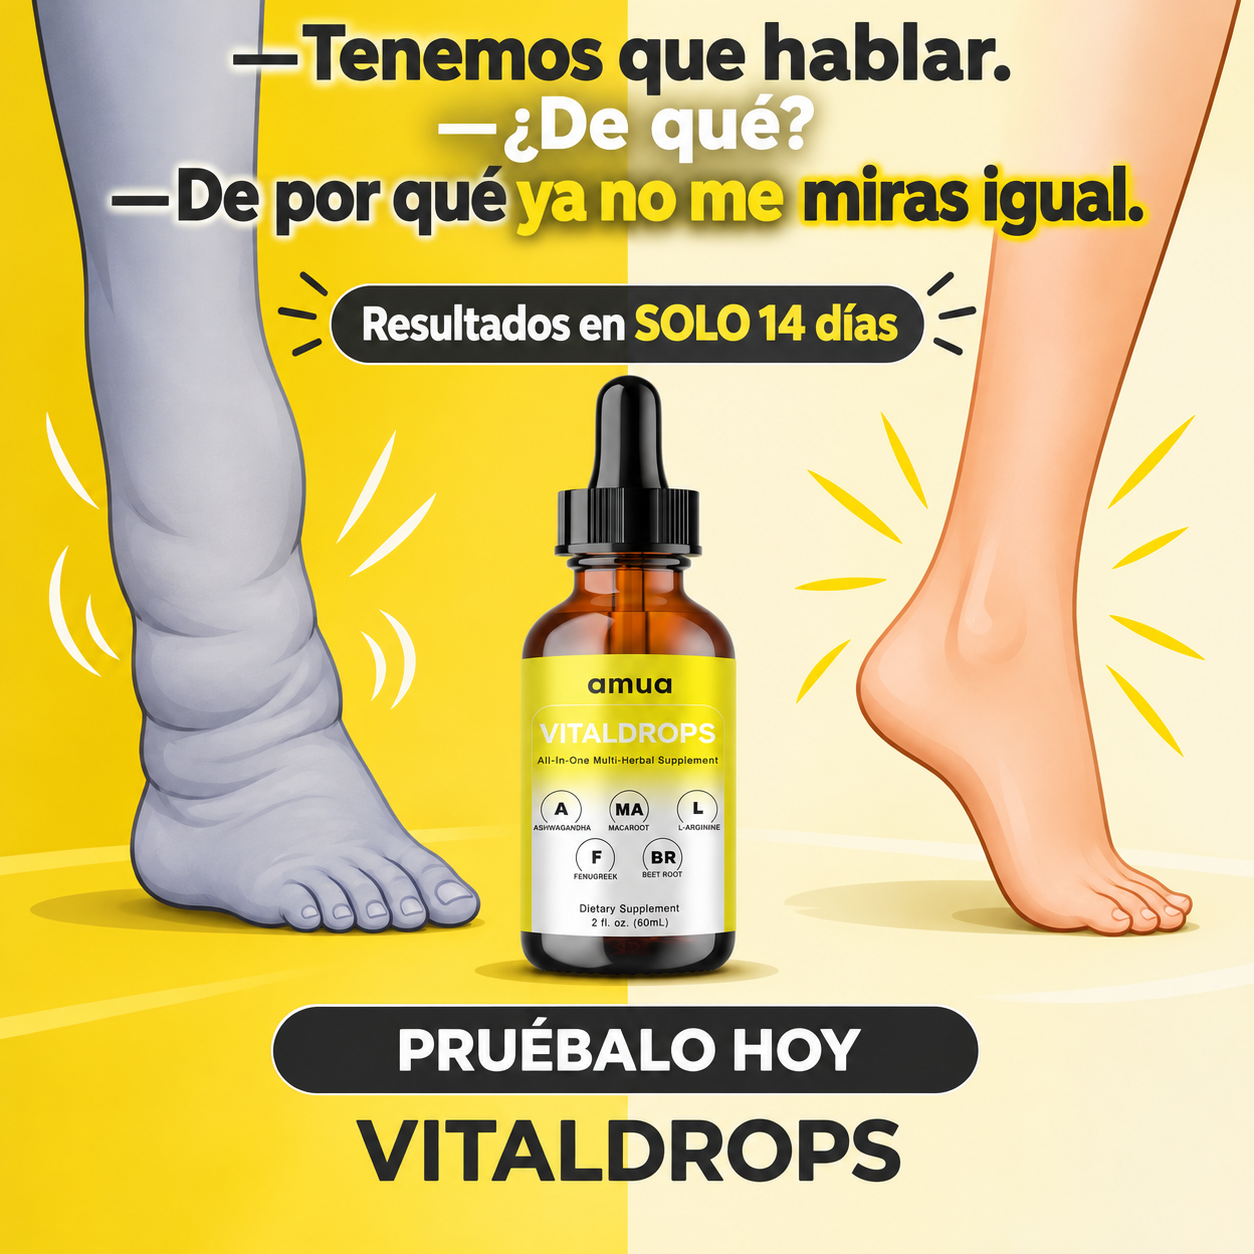 —Tenemos que hablar.
—¿De qué?
—De por qué ya no me miras igual.
Resultados en SOLO 14 días
amua
VITALDROPS
All-In-One Multi-Herbal Supplement
A MA L
ASHWAGANDHA MACAROOT L-ARGININE
F BR
FENUGREEK BEET ROOT
Dietary Supplement
2 fl. oz. (60mL)
PRUÉBALO HOY
VITALDROPS